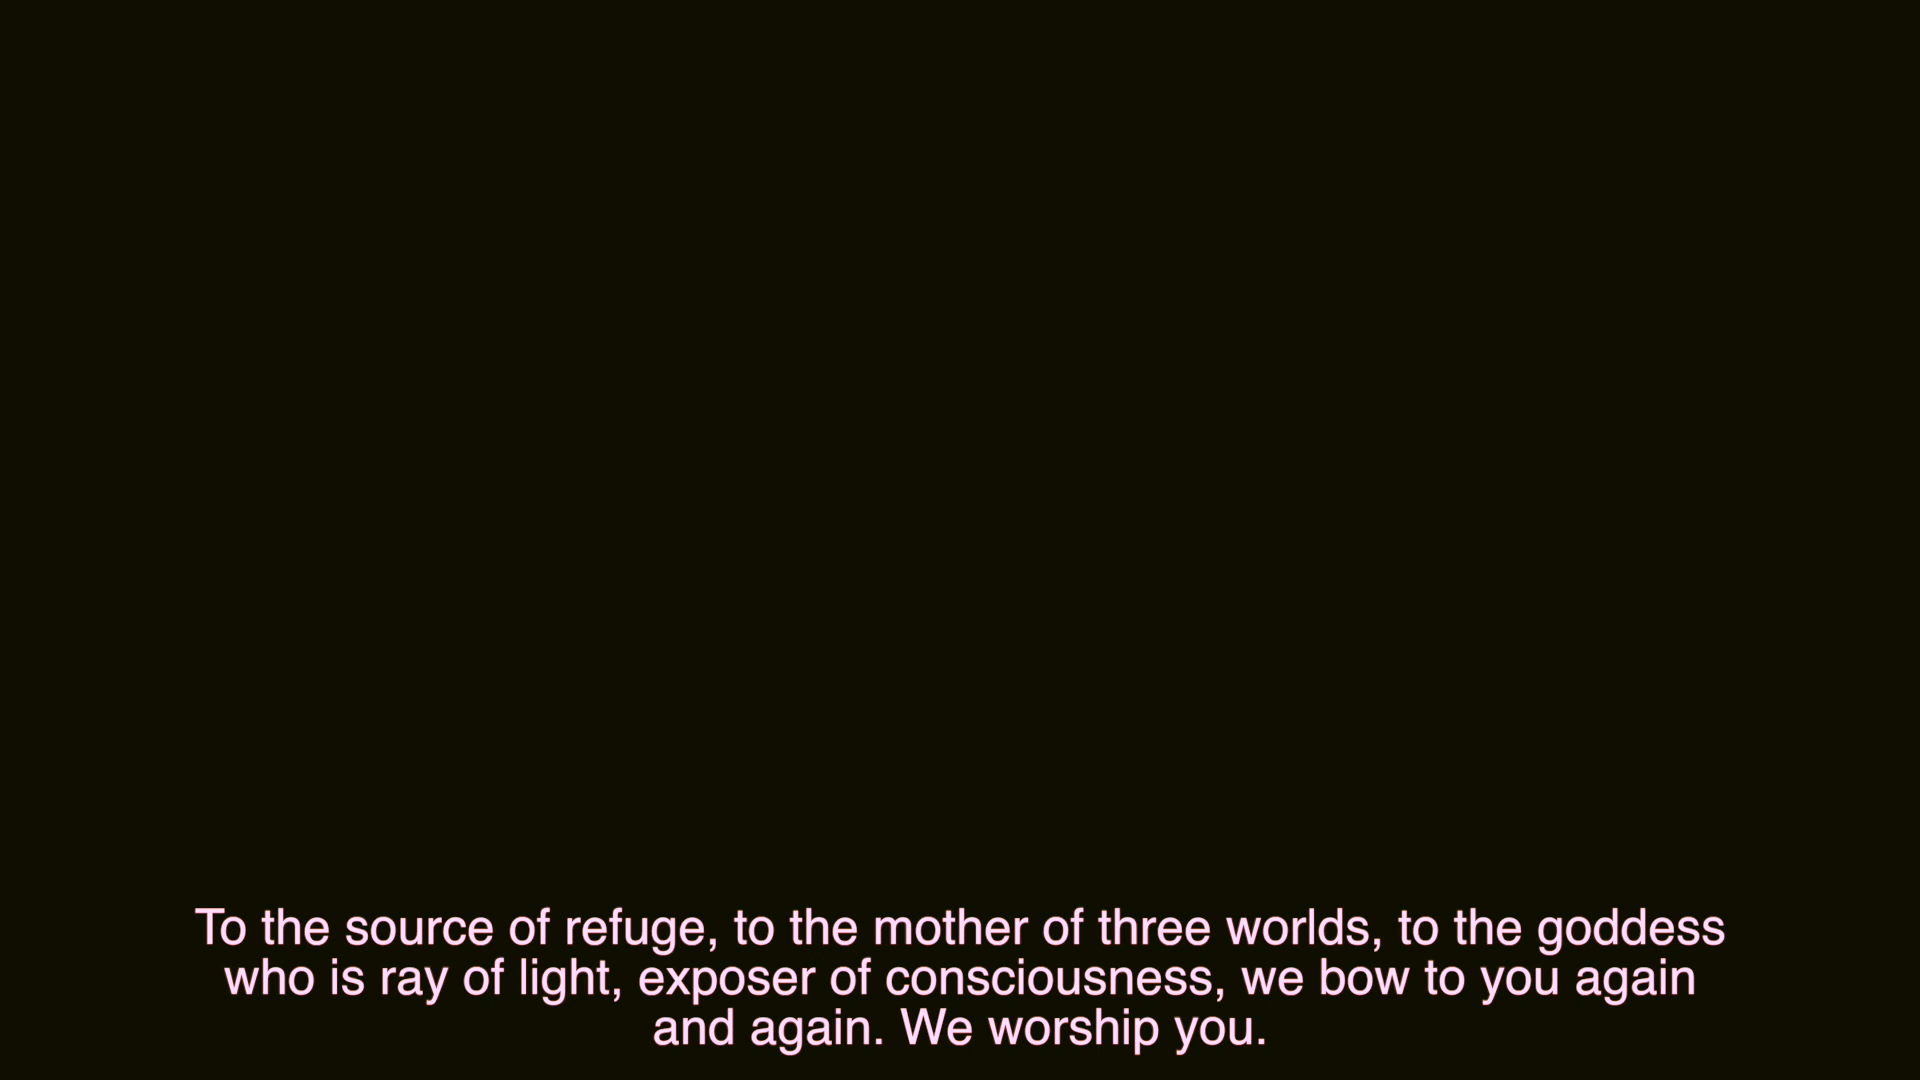 To the source of refuge, to the mother of three worlds, to the goddess
who is ray of light, exposer of consciousness, we bow to you again
and again. We worship you.